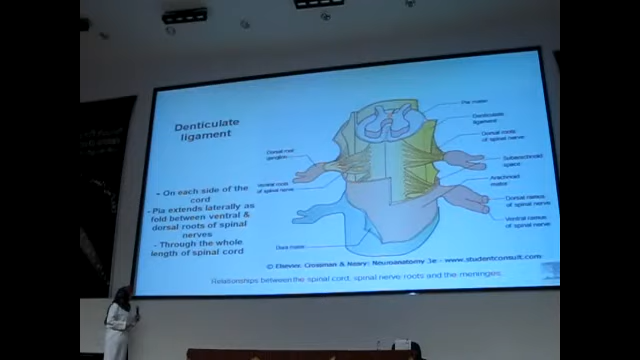 Denticulate
ligament
– On each side of the
cord
–Pia extends laterally as
fold between ventral &
dorsal roots of spinal
nerves
– Through the whole
length of spinal cord
Pia mater
Denticulate
ligament
Dorsal roots
of spinal nerve
Subarachnoid
space
Arachnoid
mater
Dorsal ramus
of spinal nerve
Ventral ramus
of spinal nerve
Dorsal root
ganglion
Ventral roots
of spinal nerve
Dura mater
© Elsevier. Crossman & Neary: Neuroanatomy 3e - www.studentconsult.com
Relationships between the spinal cord, spinal nerve roots and the meninges.